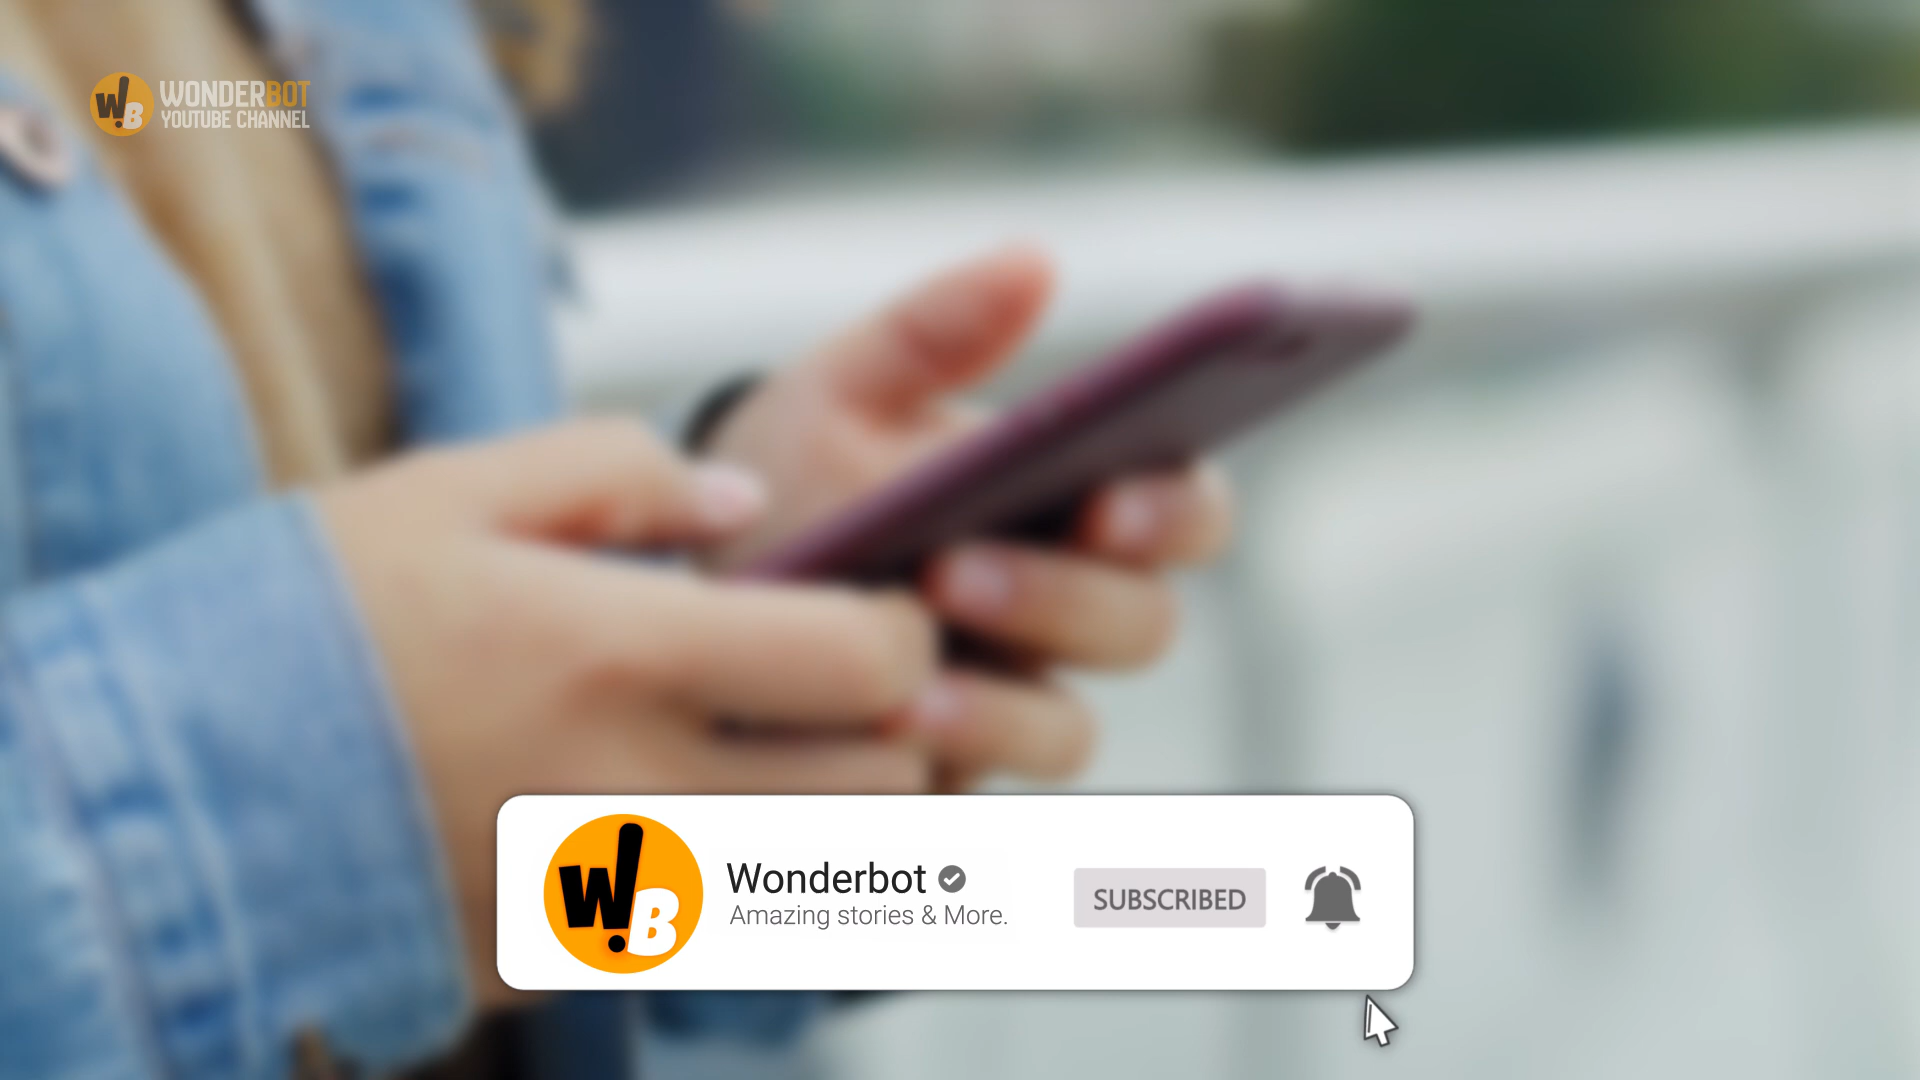 W!B WONDERBOT
YOUTUBE CHANNEL
W!B
Wonderbot
Amazing stories & More.
SUBSCRIBED